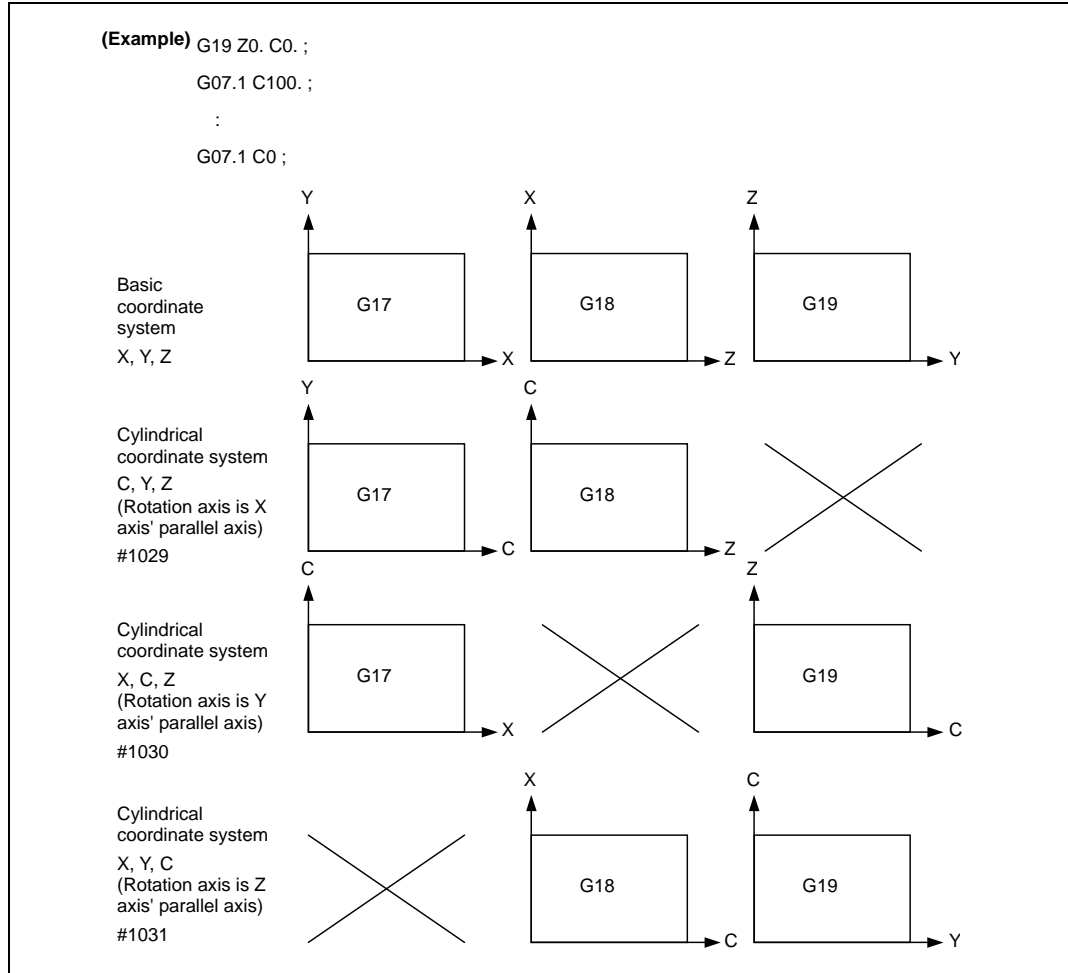 (Example) G19 Z0. C0. ;
G07.1 C100. ;
:
G07.1 C0 ;
Y
X
Z
Basic
coordinate
system
X, Y, Z
G17
G18
G19
X
Z
Y
Y
C
Cylindrical
coordinate system
C, Y, Z
(Rotation axis is X
axis' parallel axis)
#1029
G17
G18
C
Z
C
Z
Cylindrical
coordinate system
X, C, Z
(Rotation axis is Y
axis' parallel axis)
#1030
G17
G19
X
C
X
C
Cylindrical
coordinate system
X, Y, C
(Rotation axis is Z
axis' parallel axis)
#1031
G18
G19
C
Y